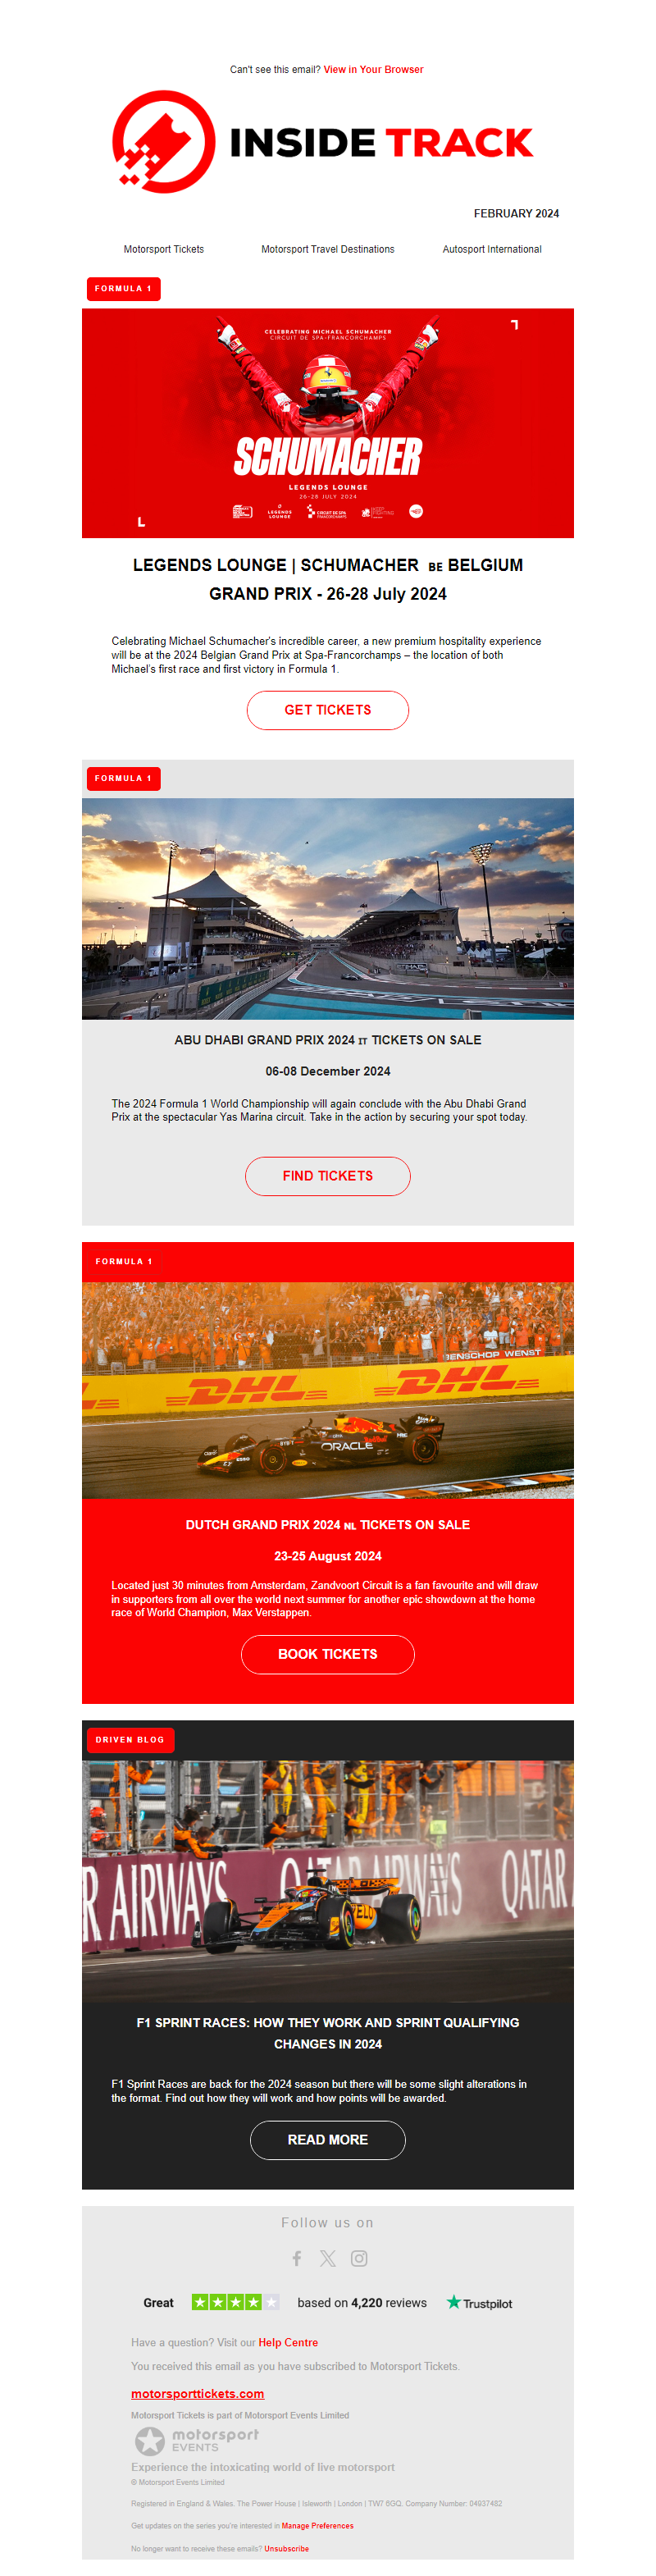 Can't see this email? View in Your Browser
INSIDE TRACK
FEBRUARY 2024
Motorsport Tickets Motorsport Travel Destinations Autosport International
FORMULA 1
CELEBRATING MICHAEL SCHUMACHER
CIRCUIT DE SPA-FRANCORCHAMPS
SCHUMACHER
LEGENDS LOUNGE
26-28 JULY 2024
LEGENDS LOUNGE | SCHUMACHER BE BELGIUM
GRAND PRIX - 26-28 July 2024
Celebrating Michael Schumacher's incredible career, a new premium hospitality experience
will be at the 2024 Belgian Grand Prix at Spa-Francorchamps – the location of both
Michael's first race and first victory in Formula 1.
GET TICKETS
FORMULA 1
ABU DHABI GRAND PRIX 2024 IT TICKETS ON SALE
06-08 December 2024
The 2024 Formula 1 World Championship will again conclude with the Abu Dhabi Grand
Prix at the spectacular Yas Marina circuit. Take in the action by securing your spot today.
FIND TICKETS
FORMULA 1
JENSCHOP WENST
DHL DHL
ORACLE
DUTCH GRAND PRIX 2024 NL TICKETS ON SALE
23-25 August 2024
Located just 30 minutes from Amsterdam, Zandvoort Circuit is a fan favourite and will draw
in supporters from all over the world next summer for another epic showdown at the home
race of World Champion, Max Verstappen.
BOOK TICKETS
DRIVEN BLOG
R AIRWAYS QATAR AIRWAYS QATAR
F1 SPRINT RACES: HOW THEY WORK AND SPRINT QUALIFYING
CHANGES IN 2024
F1 Sprint Races are back for the 2024 season but there will be some slight alterations in
the format. Find out how they will work and how points will be awarded.
READ MORE
Follow us on
Great based on 4,220 reviews Trustpilot
Have a question? Visit our Help Centre
You received this email as you have subscribed to Motorsport Tickets.
motorsporttickets.com
Motorsport Tickets is part of Motorsport Events Limited
motorsport
EVENTS
Experience the intoxicating world of live motorsport
© Motorsport Events Limited
Registered in England & Wales. The Power House | Isleworth | London | TW7 6GQ. Company Number: 04937482
Get updates on the series you're interested in Manage Preferences
No longer want to receive these emails? Unsubscribe